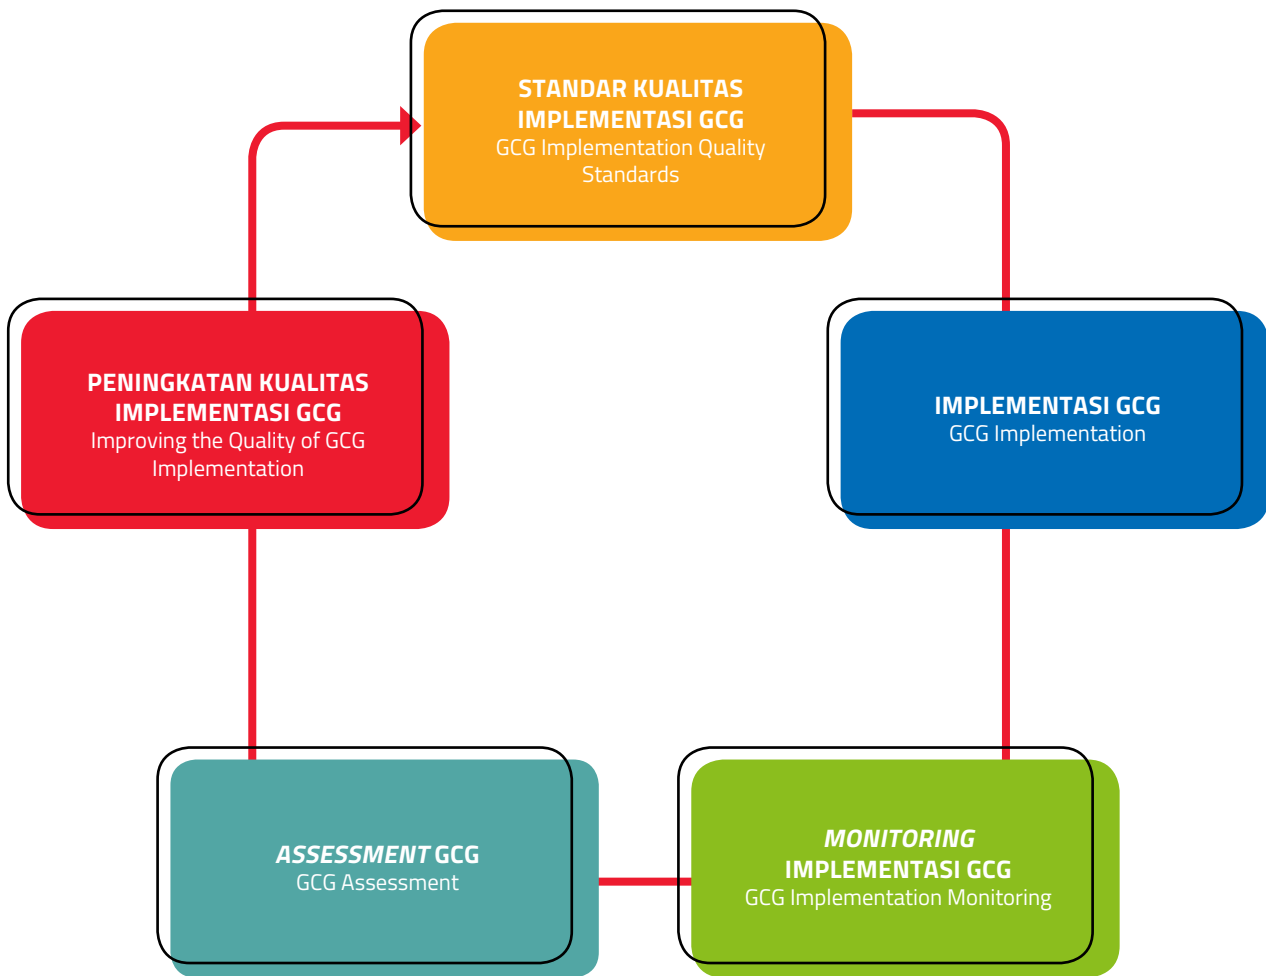 STANDAR KUALITAS
IMPLEMENTASI GCG
GCG Implementation Quality
Standards
PENINGKATAN KUALITAS
IMPLEMENTASI GCG
Improving the Quality of GCG
Implementation
IMPLEMENTASI GCG
GCG Implementation
ASSESSMENT GCG
GCG Assessment
MONITORING
IMPLEMENTASI GCG
GCG Implementation Monitoring